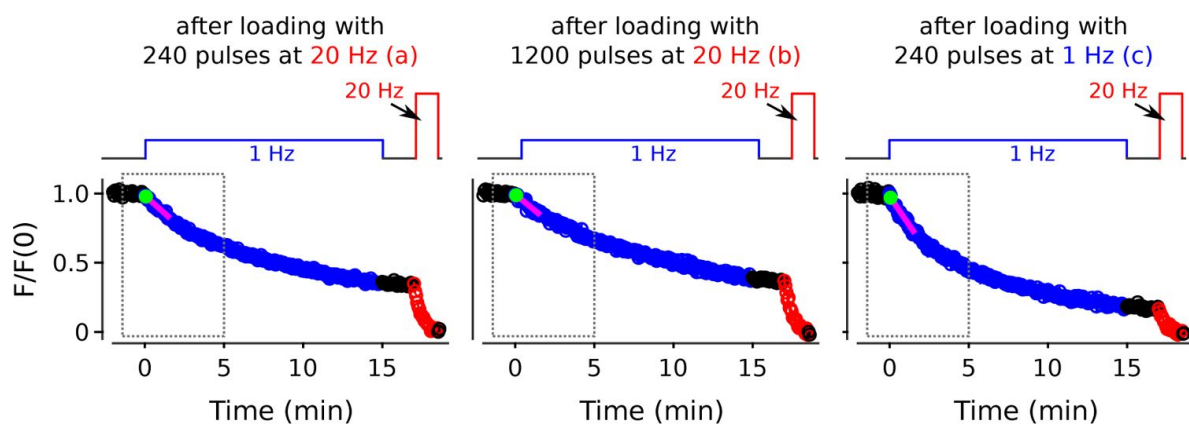 after loading with
240 pulses at 20 Hz (a)
20 Hz
1 Hz
after loading with
1200 pulses at 20 Hz (b)
20 Hz
1 Hz
after loading with
240 pulses at 1 Hz (c)
20 Hz
1 Hz
F/F(0)
1.0
0.5
0
0 5 10 15
Time (min)
0 5 10 15
Time (min)
0 5 10 15
Time (min)